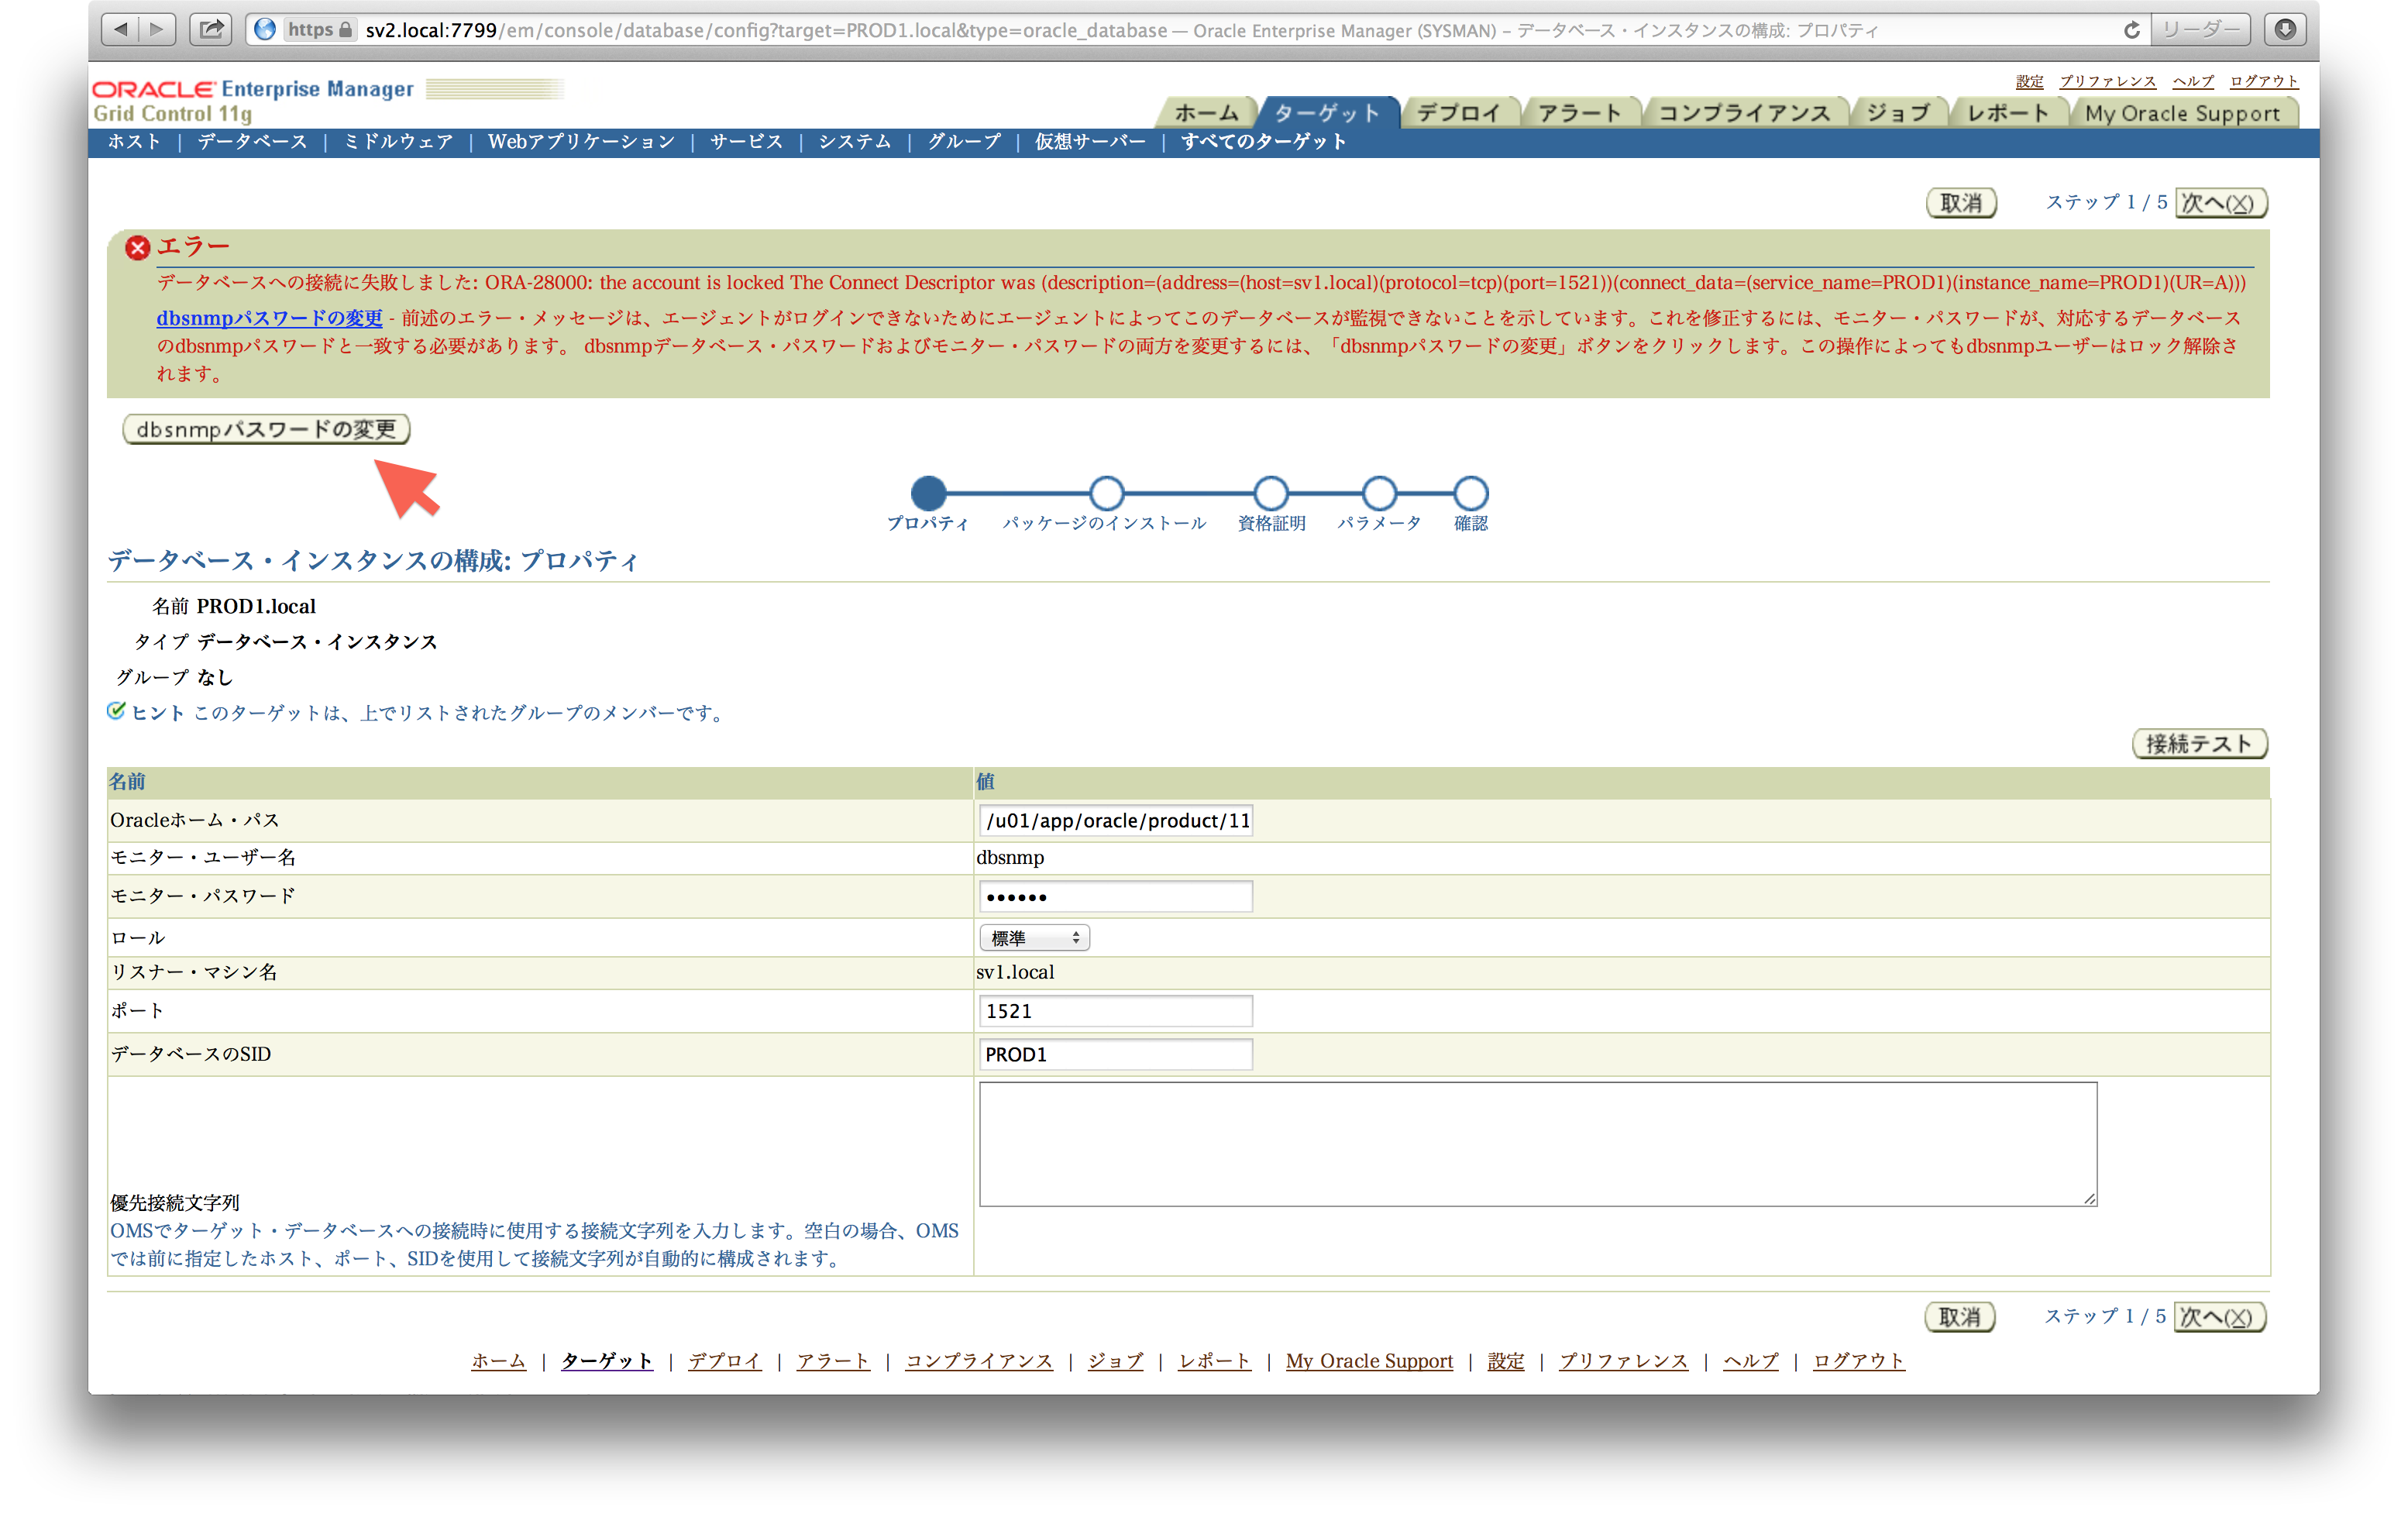 https sv2.local:7799/em/console/database/config?target=PROD1.local&type=oracle_database — Oracle Enterprise Manager (SYSMAN) – データベース・インスタンスの構成: プロパティ リーダー
ORACLE Enterprise Manager
Grid Control 11g
設定 プリファレンス ヘルプ ログアウト
ホーム ターゲット デプロイ アラート コンプライアンス ジョブ レポート My Oracle Support
ホスト | データベース | ミドルウェア | Webアプリケーション | サービス | システム | グループ | 仮想サーバー | すべてのターゲット
取消 ステップ 1 / 5 次へ(X)
エラー
データベースへの接続に失敗しました: ORA-28000: the account is locked The Connect Descriptor was (description=(address=(host=sv1.local)(protocol=tcp)(port=1521))(connect_data=(service_name=PROD1)(instance_name=PROD1)(UR=A)))
dbsnmpパスワードの変更 - 前述のエラー・メッセージは、エージェントがログインできないためにエージェントによってこのデータベースが監視できないことを示しています。これを修正するには、モニター・パスワードが、対応するデータベース
のdbsnmpパスワードと一致する必要があります。 dbsnmpデータベース・パスワードおよびモニター・パスワードの両方を変更するには、「dbsnmpパスワードの変更」ボタンをクリックします。この操作によってもdbsnmpユーザーはロック解除さ
れます。
dbsnmpパスワードの変更
プロパティ パッケージのインストール 資格証明 パラメータ 確認
データベース・インスタンスの構成: プロパティ
名前 PROD1.local
タイプ データベース・インスタンス
グループ なし
ヒント このターゲットは、上でリストされたグループのメンバーです。
接続テスト
名前 値
Oracleホーム・パス /u01/app/oracle/product/11
モニター・ユーザー名 dbsnmp
モニター・パスワード ••••••
ロール 標準
リスナー・マシン名 sv1.local
ポート 1521
データベースのSID PROD1
優先接続文字列
OMSでターゲット・データベースへの接続時に使用する接続文字列を入力します。空白の場合、OMS
では前に指定したホスト、ポート、SIDを使用して接続文字列が自動的に構成されます。
取消 ステップ 1 / 5 次へ(X)
ホーム | ターゲット | デプロイ | アラート | コンプライアンス | ジョブ | レポート | My Oracle Support | 設定 | プリファレンス | ヘルプ | ログアウト